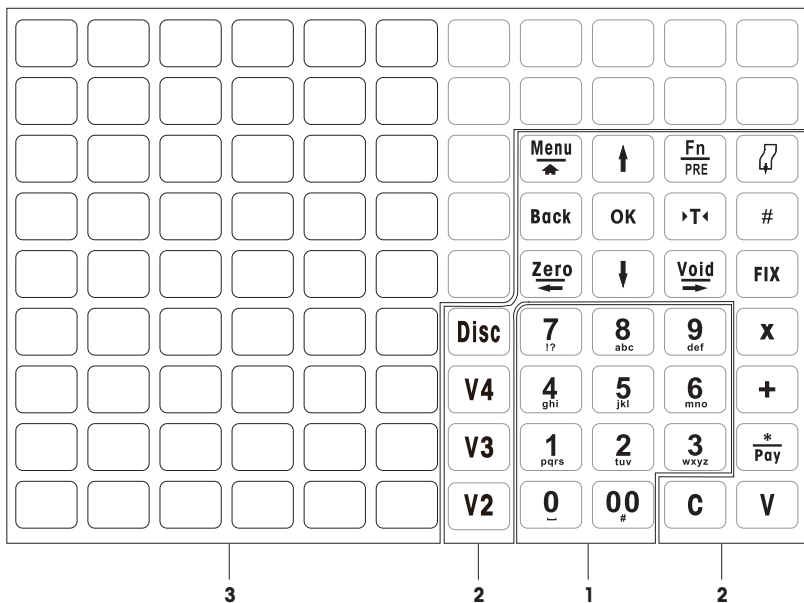 Menu Fn
PRE
Back OK T #
Zero Void FIX
Disc 7 8 9 x
!? abc def
V4 4 5 6 +
ghi jkl mno
V3 1 2 3 * Pay
pqrs tuv wxyz
V2 0 00 C V
#
3 2 1 2